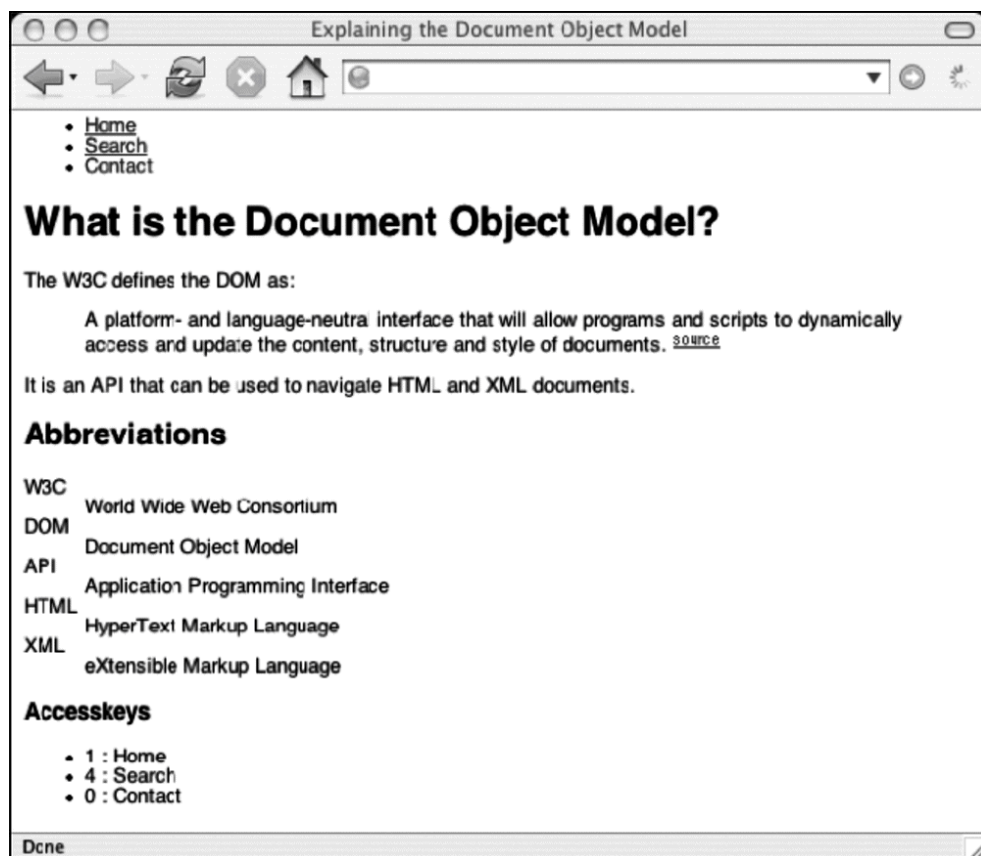 Explaining the Document Object Model
Home
Search
Contact
What is the Document Object Model?
The W3C defines the DOM as:
A platform- and language-neutral interface that will allow programs and scripts to dynamically
access and update the content, structure and style of documents. source
It is an API that can be used to navigate HTML and XML documents.
Abbreviations
W3C
World Wide Web Consortium
DOM
Document Object Model
API
Application Programming Interface
HTML
HyperText Markup Language
XML
eXtensible Markup Language
Accesskeys
1 : Home
4 : Search
0 : Contact
Done